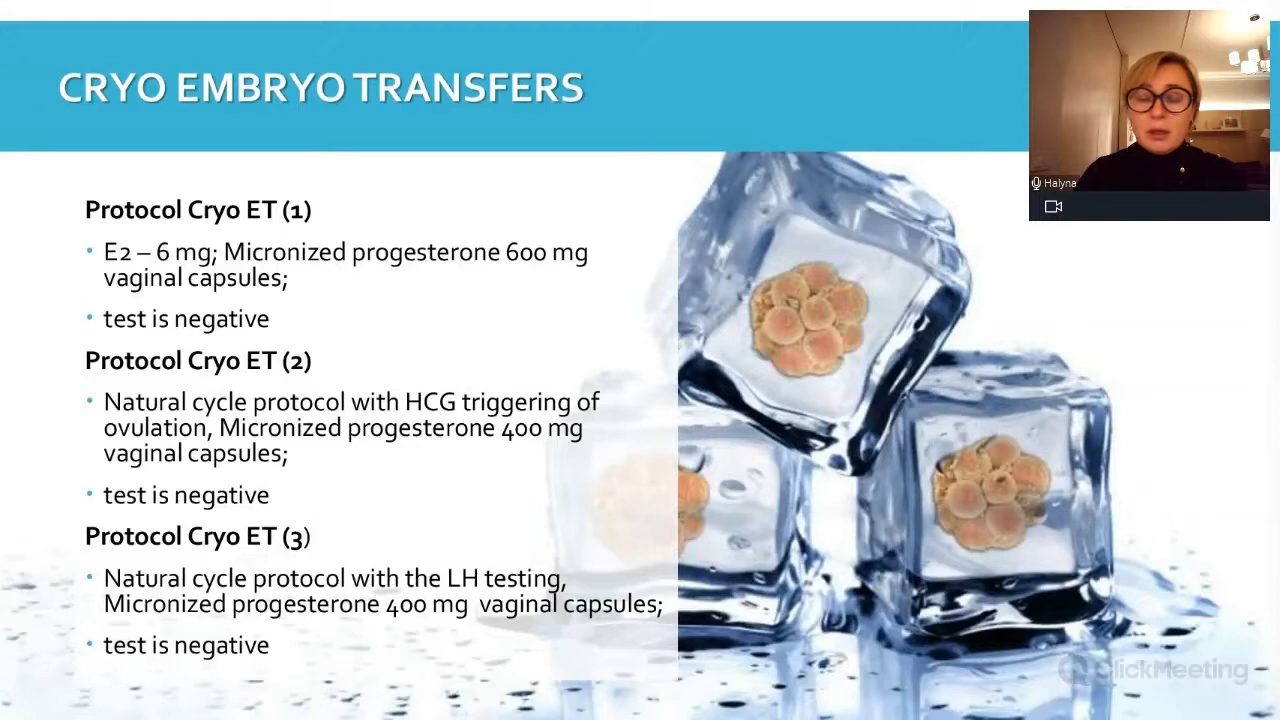 CRYO EMBRYO TRANSFERS
Halyna
Protocol Cryo ET (1)
• E2 – 6 mg; Micronized progesterone 600 mg
vaginal capsules;
• test is negative
Protocol Cryo ET (2)
• Natural cycle protocol with HCG triggering of
ovulation, Micronized progesterone 400 mg
vaginal capsules;
• test is negative
Protocol Cryo ET (3)
• Natural cycle protocol with the LH testing,
Micronized progesterone 400 mg  vaginal capsules;
• test is negative
ClickMeeting